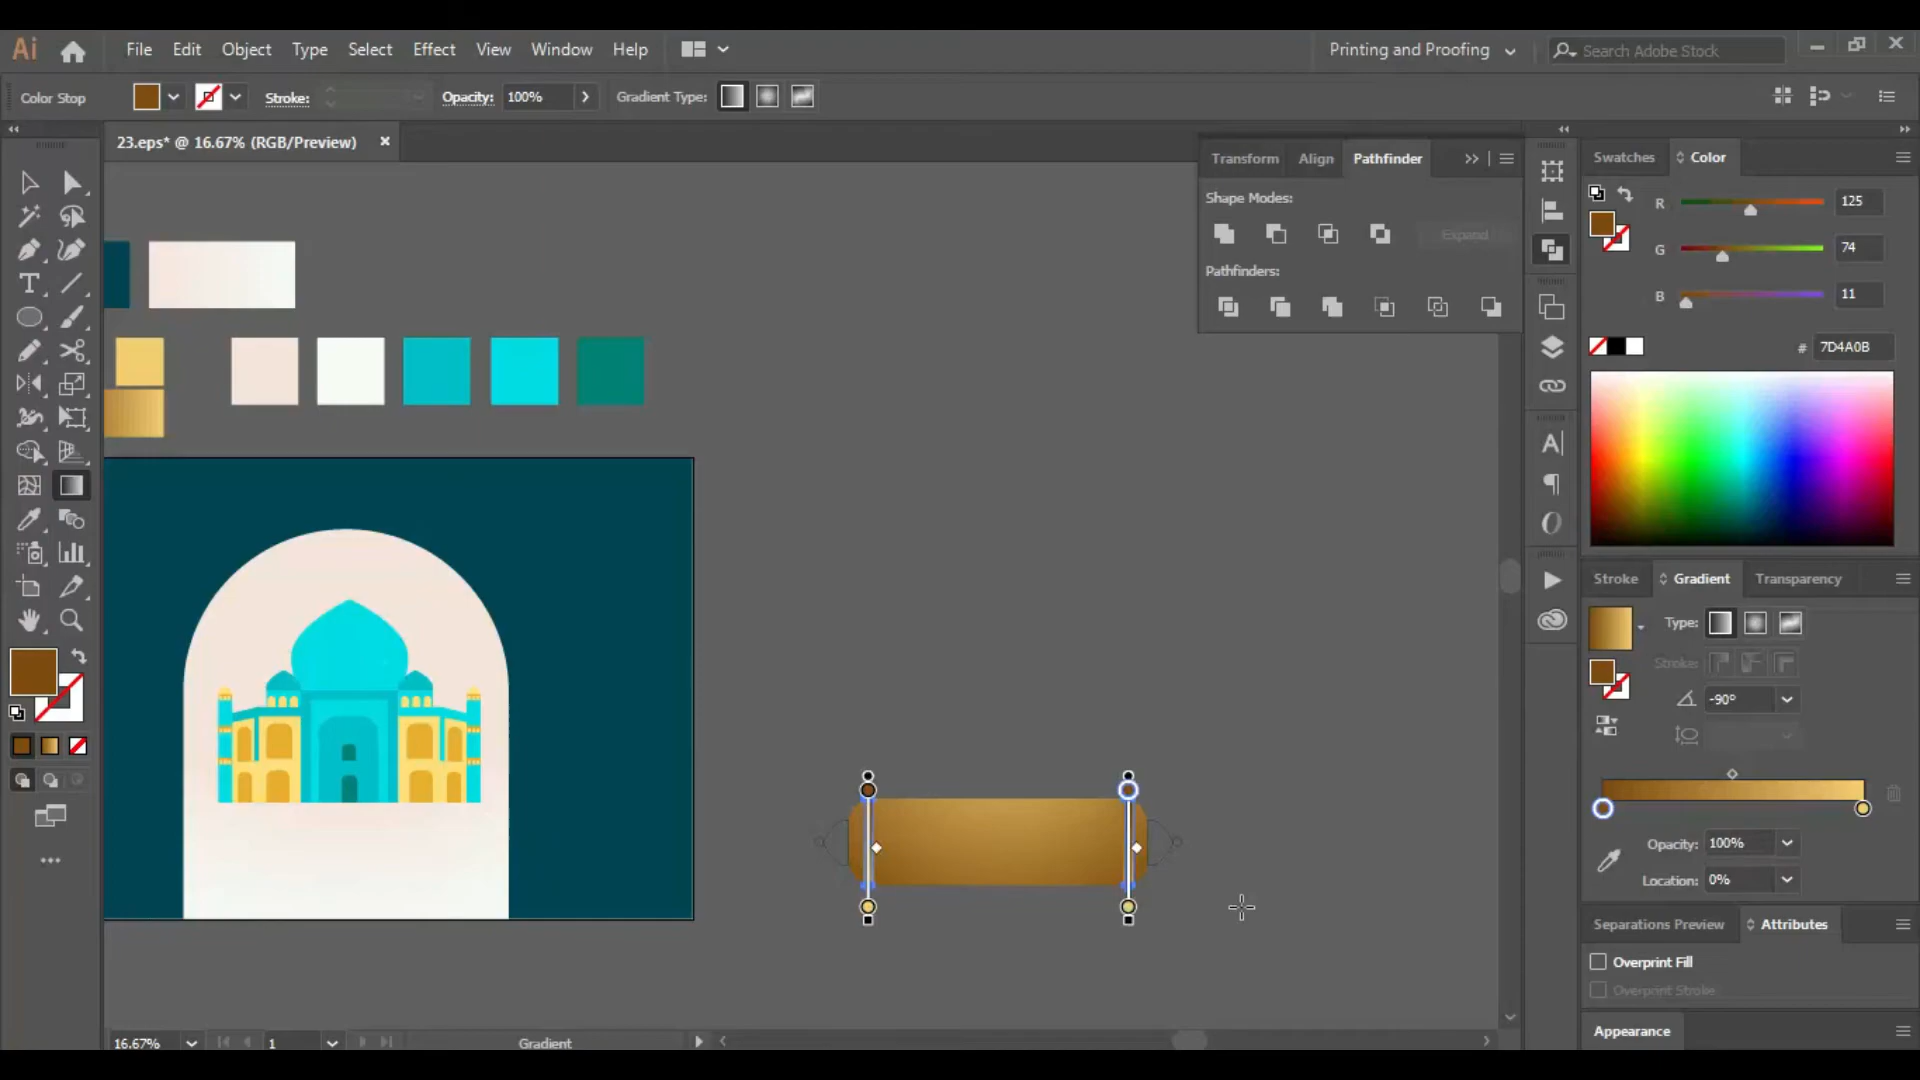 Ai File Edit Object Type Select Effect View Window Help Printing and Proofing Search Adobe Stock
Color Stop Stroke: Opacity: 100% Gradient Type:
23.eps* @ 16.67% (RGB/Preview)
Transform Align Pathfinder
Shape Modes:
Expand
Pathfinders:
Swatches Color
R 125
G 74
B 11
# 7D4A0B
Stroke Gradient Transparency
Type:
Stroke:
-90°
Opacity: 100%
Location: 0%
Separations Preview Attributes
Overprint Fill
Overprint Stroke
Appearance
16.67% 1 Gradient